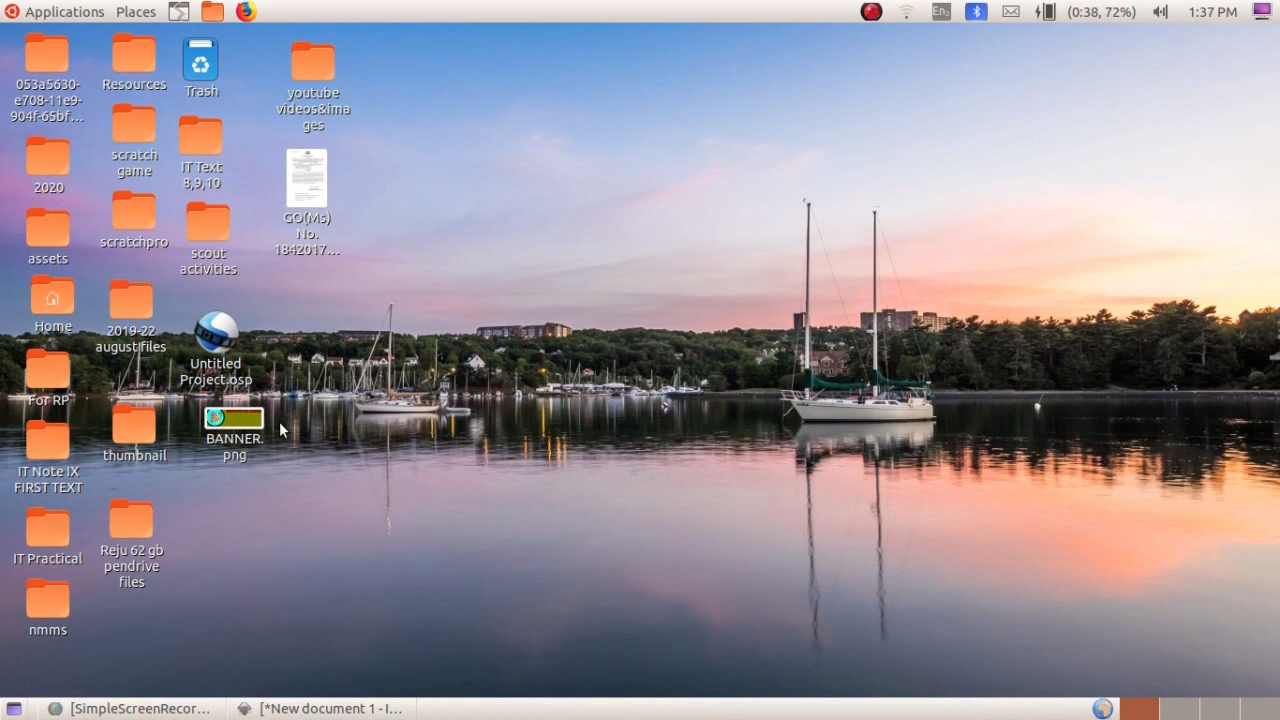 Applications Places
En₂
(0:38, 72%)
1:37 PM
053a5630-
e708-11e9-
904f-65bf...
2020
assets
Home
For RP
IT Note IX
FIRST TEXT
IT Practical
nmms
Resources
scratch
game
scratchpro
2019-22
august files
thumbnail
Reju 62 gb
pendrive
files
Trash
IT Text
8,9,10
scout
activities
Untitled
Project.osp
BANNER.
png
youtube
videos&ima
ges
GO(Ms)
No.
1842017...
[SimpleScreenRecor...
[*New document 1 - I...